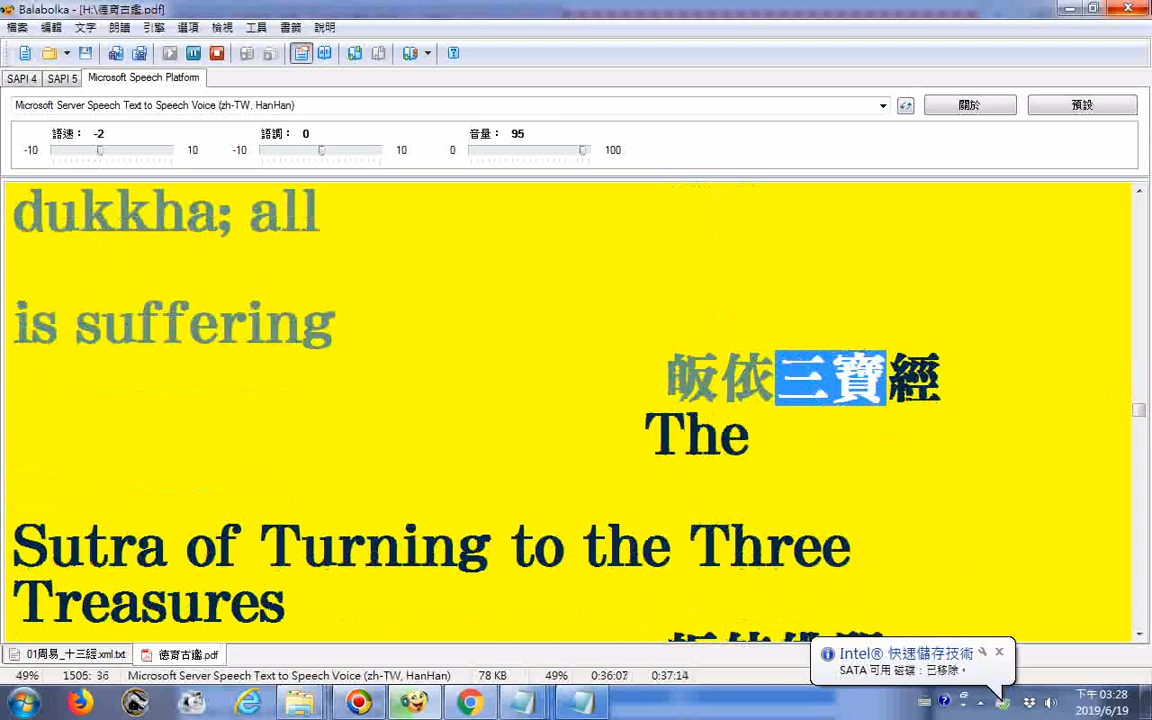 Balabolka - [H:\德育古鑑.pdf]
檔案 編輯 文字 朗讀 引擎 選項 檢視 工具 書籤 說明
SAPI 4 SAPI 5 Microsoft Speech Platform
Microsoft Server Speech Text to Speech Voice (zh-TW, HanHan)
關於 預設
語速： -2 語調： 0 音量： 95
-10 10 -10 10 0 100
dukkha; all
is suffering
皈依三寶經
The
Sutra of Turning to the Three
Treasures
Intel® 快速儲存技術
SATA 可用 磁碟：已移除。
01周易_十三經.xml.txt 德育古鑑.pdf
49% 1505: 36 Microsoft Server Speech Text to Speech Voice (zh-TW, HanHan) 78 KB 49% 0:36:07 0:37:14
下午 03:28
2019/6/19